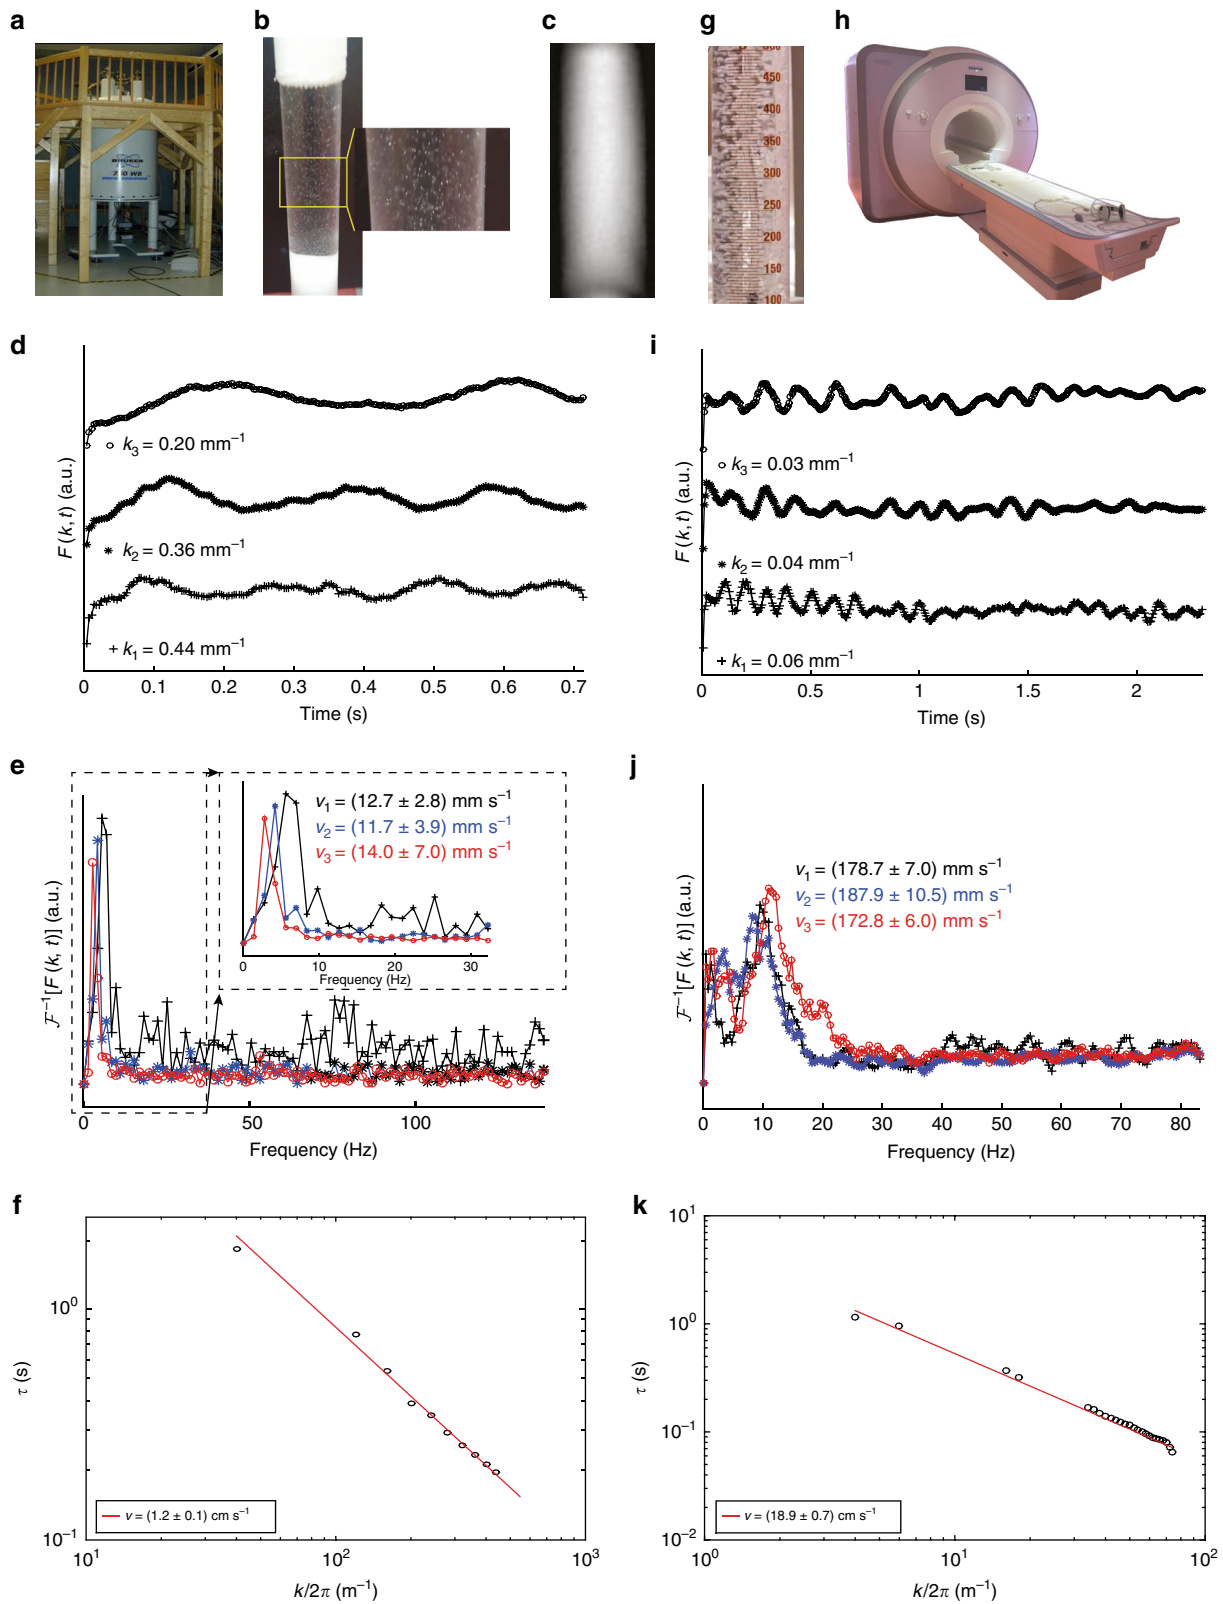 a
b
c
g
h
BRUKER
750 WB
450
400
350
300
250
200
150
100
d
F (k, t) (a.u.)
k3 = 0.20 mm−1
k2 = 0.36 mm−1
k1 = 0.44 mm−1
0 0.1 0.2 0.3 0.4 0.5 0.6 0.7
Time (s)
i
F (k, t) (a.u.)
k3 = 0.03 mm−1
k2 = 0.04 mm−1
k1 = 0.06 mm−1
0 0.5 1 1.5 2
Time (s)
e
ℱ−1[F (k, t)] (a.u.)
v1 = (12.7 ± 2.8) mm s−1
v2 = (11.7 ± 3.9) mm s−1
v3 = (14.0 ± 7.0) mm s−1
0 10 20 30
Frequency (Hz)
0 50 100
Frequency (Hz)
j
ℱ−1[F (k, t)] (a.u.)
v1 = (178.7 ± 7.0) mm s−1
v2 = (187.9 ± 10.5) mm s−1
v3 = (172.8 ± 6.0) mm s−1
0 10 20 30 40 50 60 70 80
Frequency (Hz)
f
τ (s)
10^0
10^−1
v = (1.2 ± 0.1) cm s−1
10^1 10^2 10^3
k/2π (m−1)
k
τ (s)
10^1
10^0
10^−1
10^−2
v = (18.9 ± 0.7) cm s−1
10^0 10^1 10^2
k/2π (m−1)